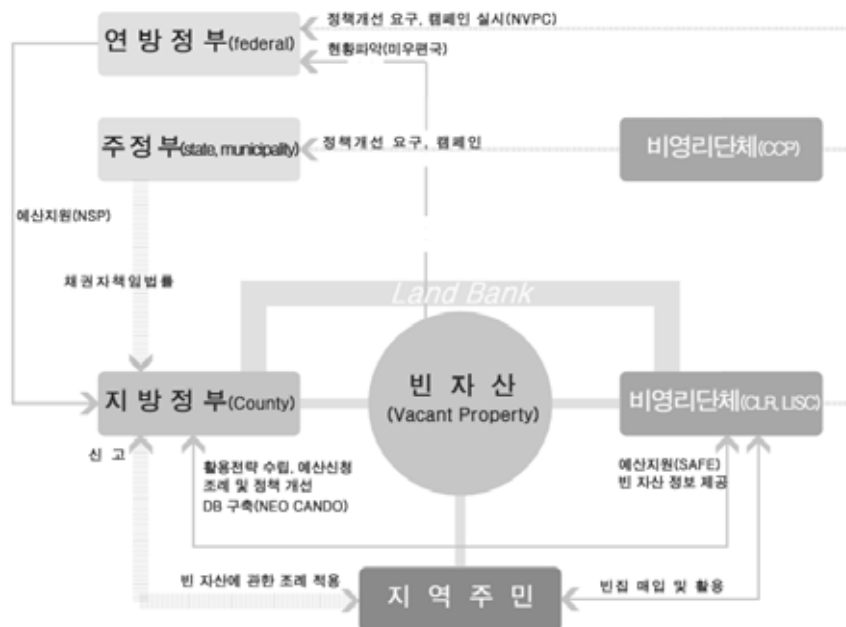 정책개선 요구, 캠페인 실시(NVPC)
연방정부(federal)
현황파악(미우편국)
주정부(state, municipality)
정책개선 요구, 캠페인
비영리단체(CCP)
예산지원(NSP)
채권자책임법률
Land Bank
빈 자 산
(Vacant Property)
지방정부(County)
비영리단체(CLR, LISC)
신 고
활용전략 수립, 예산신청
조례 및 정책 개선
DB 구축(NEO CANDO)
예산지원(SAFE)
빈 자산 정보 제공
빈 자산에 관한 조례 적용
지 역 주 민
빈집 매입 및 활용